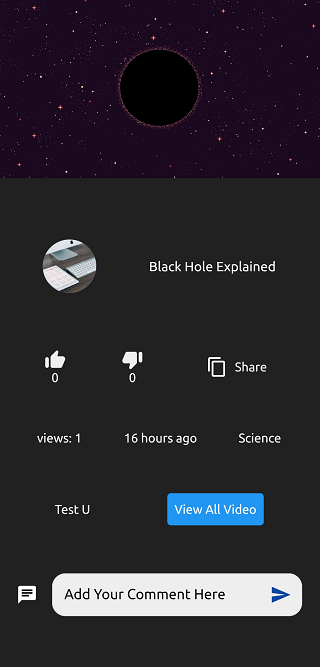 Black Hole Explained
0
0
Share
views: 1
16 hours ago
Science
Test U
View All Video
Add Your Comment Here